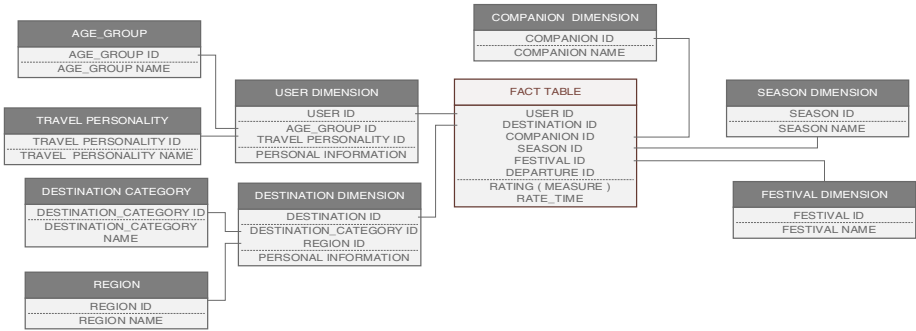 AGE_GROUP
AGE_GROUP ID
AGE_GROUP NAME
TRAVEL PERSONALITY
TRAVEL PERSONALITY ID
TRAVEL PERSONALITY NAME
DESTINATION CATEGORY
DESTINATION_CATEGORY ID
DESTINATION_CATEGORY
NAME
REGION
REGION ID
REGION NAME
USER DIMENSION
USER ID
AGE_GROUP ID
TRAVEL PERSONALITY ID
PERSONAL INFORMATION
DESTINATION DIMENSION
DESTINATION ID
DESTINATION_CATEGORY ID
REGION ID
PERSONAL INFORMATION
COMPANION DIMENSION
COMPANION ID
COMPANION NAME
FACT TABLE
USER ID
DESTINATION ID
COMPANION ID
SEASON ID
FESTIVAL ID
DEPARTURE ID
RATING ( MEASURE )
RATE_TIME
SEASON DIMENSION
SEASON ID
SEASON NAME
FESTIVAL DIMENSION
FESTIVAL ID
FESTIVAL NAME